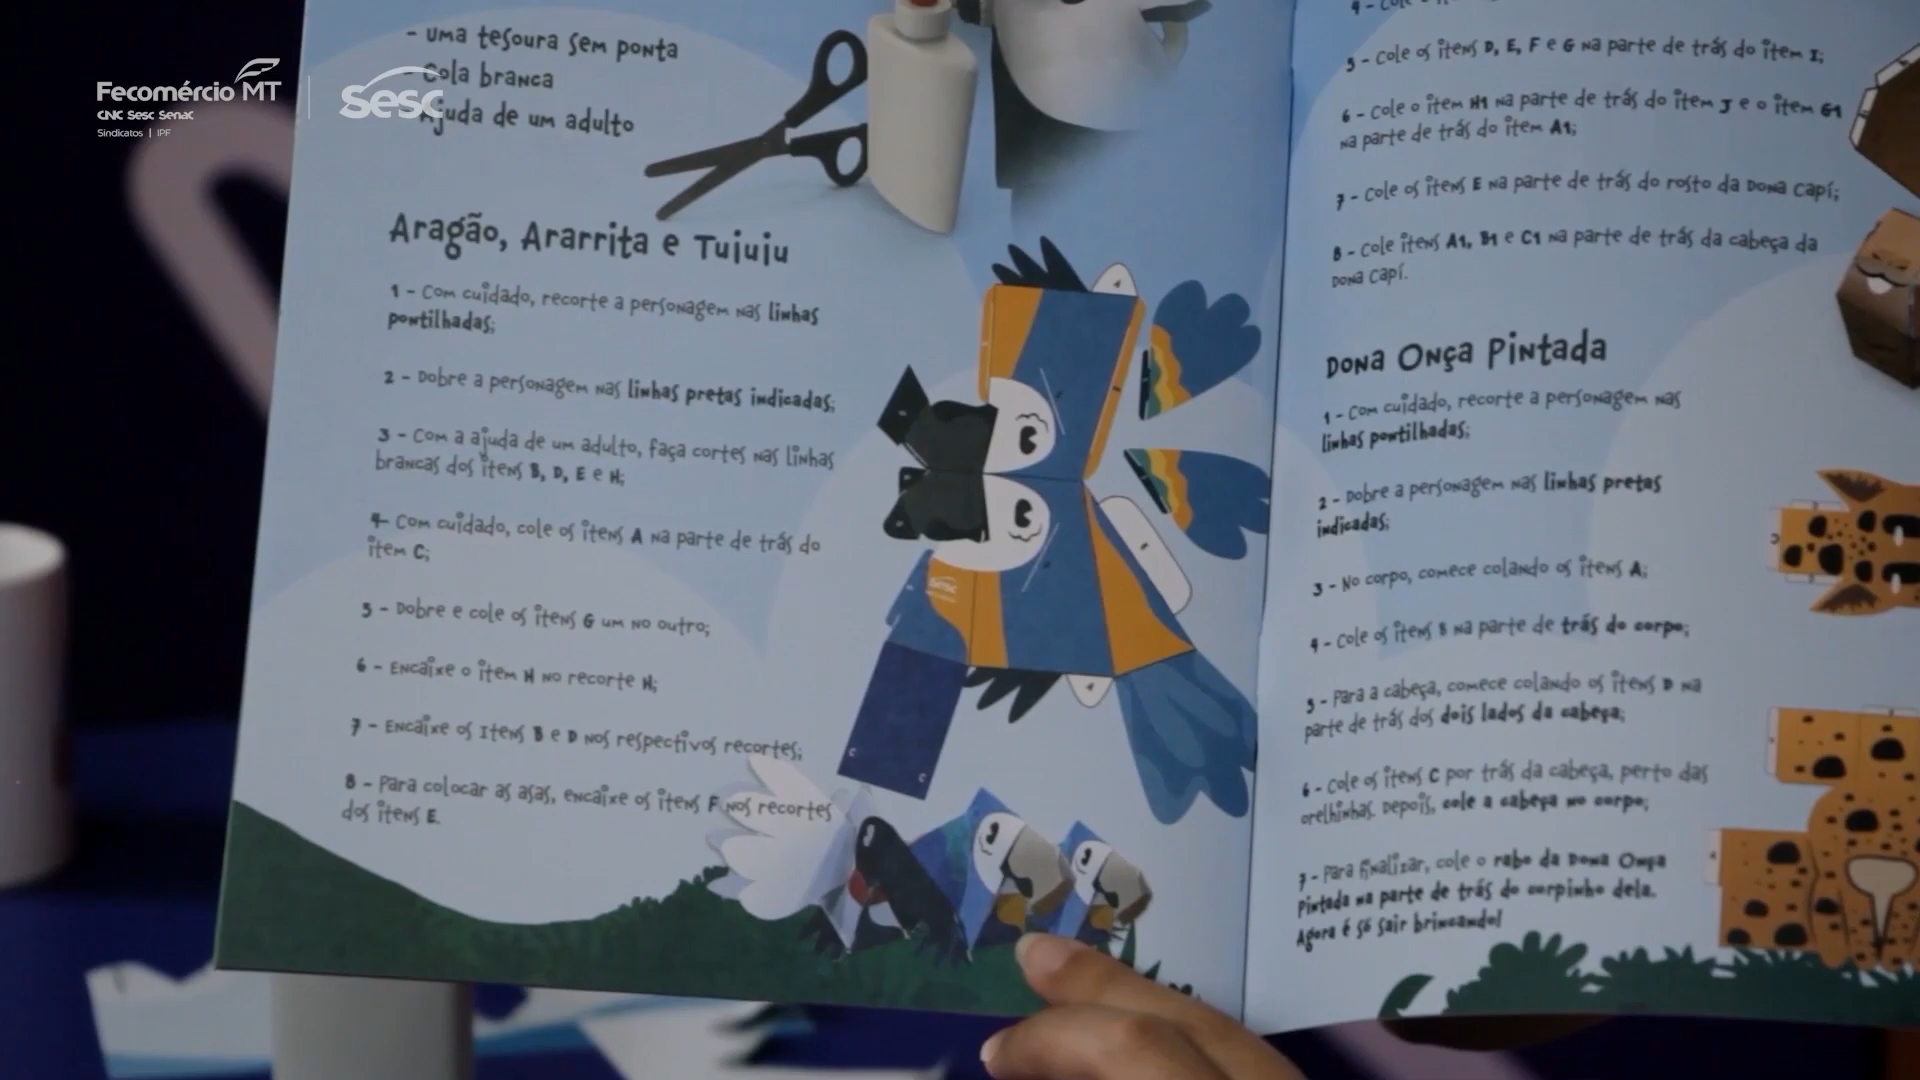 Fecomércio MT
CNC Sesc Senac
Sindicatos | IPF
Sesc
- uma tesoura sem ponta
- Cola branca
- Ajuda de um adulto
Aragão, Ararrita e Tuiuiu
1 - Com cuidado, recorte a personagem nas linhas
pontilhadas;
2 - Dobre a personagem nas linhas pretas indicadas;
3 - Com a ajuda de um adulto, faça cortes nas linhas
brancas dos itens B, D, E e H;
4- Com cuidado, cole os itens A na parte de trás do
item C;
5 - Dobre e cole os itens G um no outro;
6 - Encaixe o item H no recorte H;
7 - Encaixe os Itens B e D nos respectivos recortes;
8 - Para colocar as asas, encaixe os itens F nos recortes
dos itens E.
Sesc
C C
5 - Cole os itens D, E, F e G na parte de trás do item I;
6 - Cole o item H1 na parte de trás do item J e o item G1
na parte de trás do item A1;
7 - Cole os itens E na parte de trás do rosto da Dona Capí;
8 - Cole itens A1, B1 e C1 na parte de trás da cabeça da
Dona Capí.
Dona Onça Pintada
1 - Com cuidado, recorte a personagem nas
linhas pontilhadas;
2 - Dobre a personagem nas linhas pretas
indicadas;
3 - No corpo, comece colando os itens A;
4 - Cole os itens B na parte de trás do corpo;
5 - Para a cabeça, comece colando os itens D na
parte de trás dos dois lados da cabeça;
6 - Cole os itens C por trás da cabeça, perto das
orelhinhas. Depois, cole a cabeça no corpo;
7 - Para finalizar, cole o rabo da Dona Onça
Pintada na parte de trás do corpinho dela.
Agora é só sair brincando!